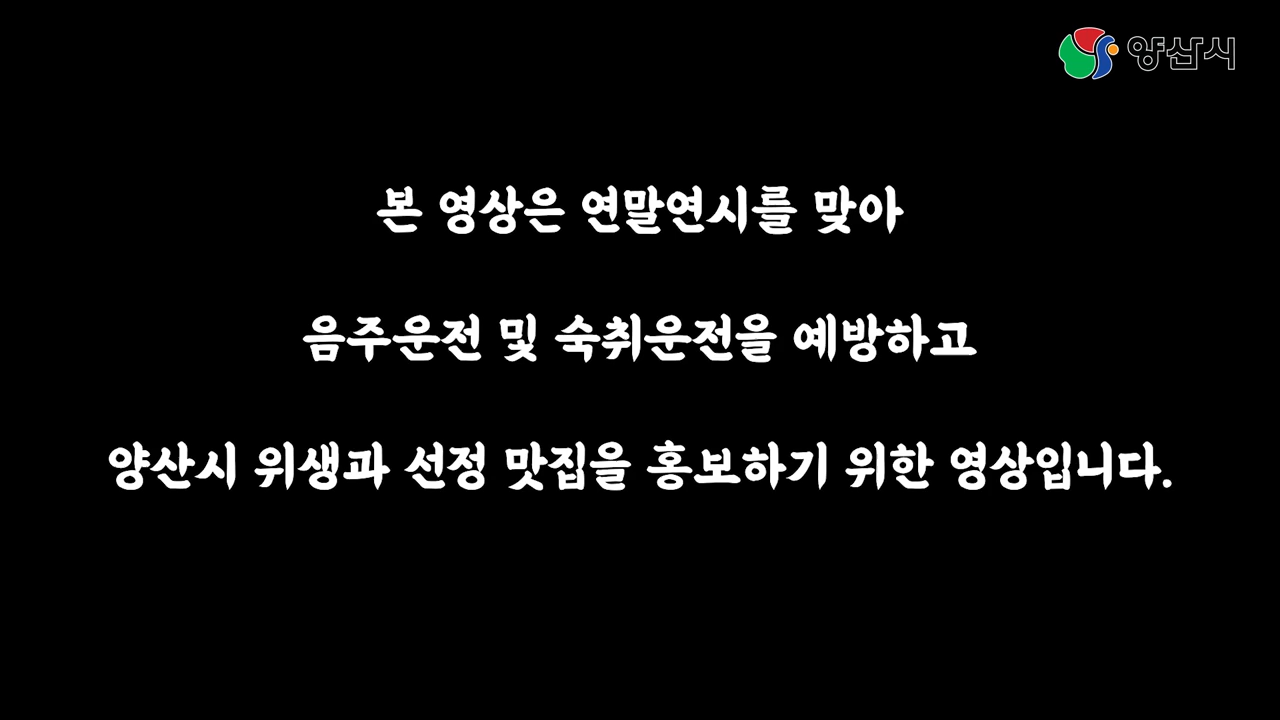 양산시
본 영상은 연말연시를 맞아
음주운전 및 숙취운전을 예방하고
양산시 위생과 선정 맛집을 홍보하기 위한 영상입니다.